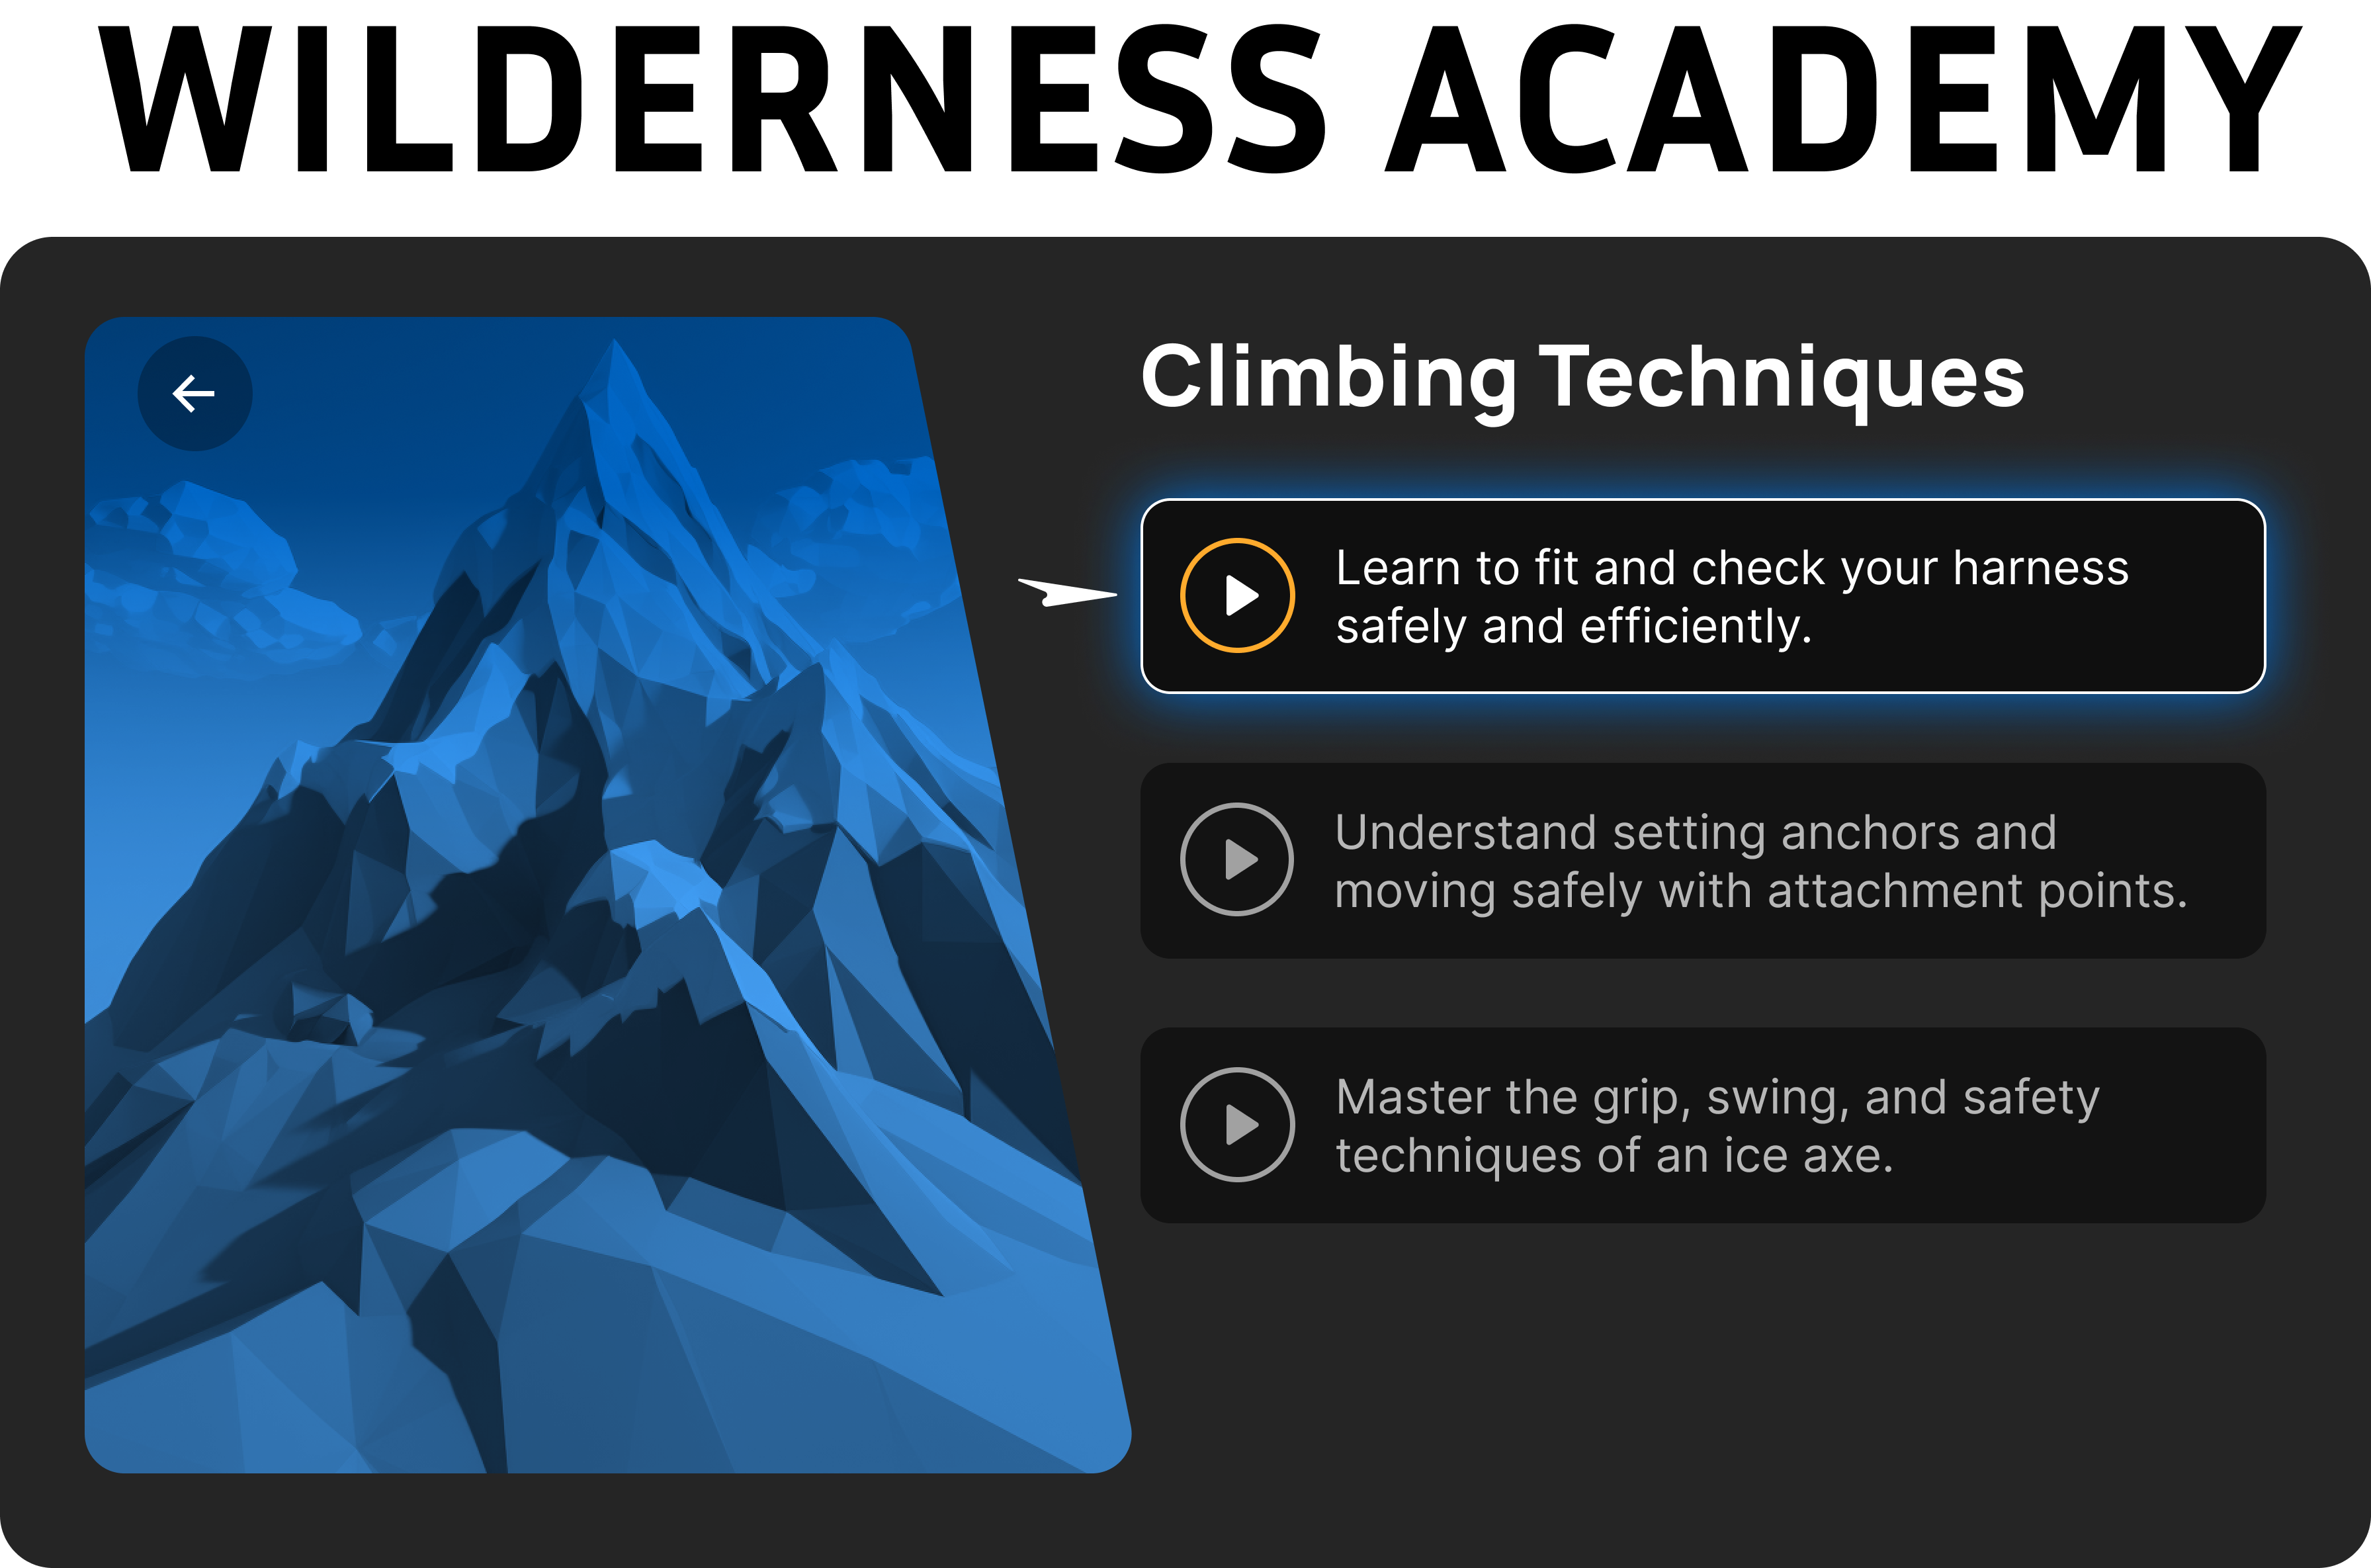 WILDERNESS ACADEMY
Climbing Techniques
Learn to fit and check your harness
safely and efficiently.
Understand setting anchors and
moving safely with attachment points.
Master the grip, swing, and safety
techniques of an ice axe.